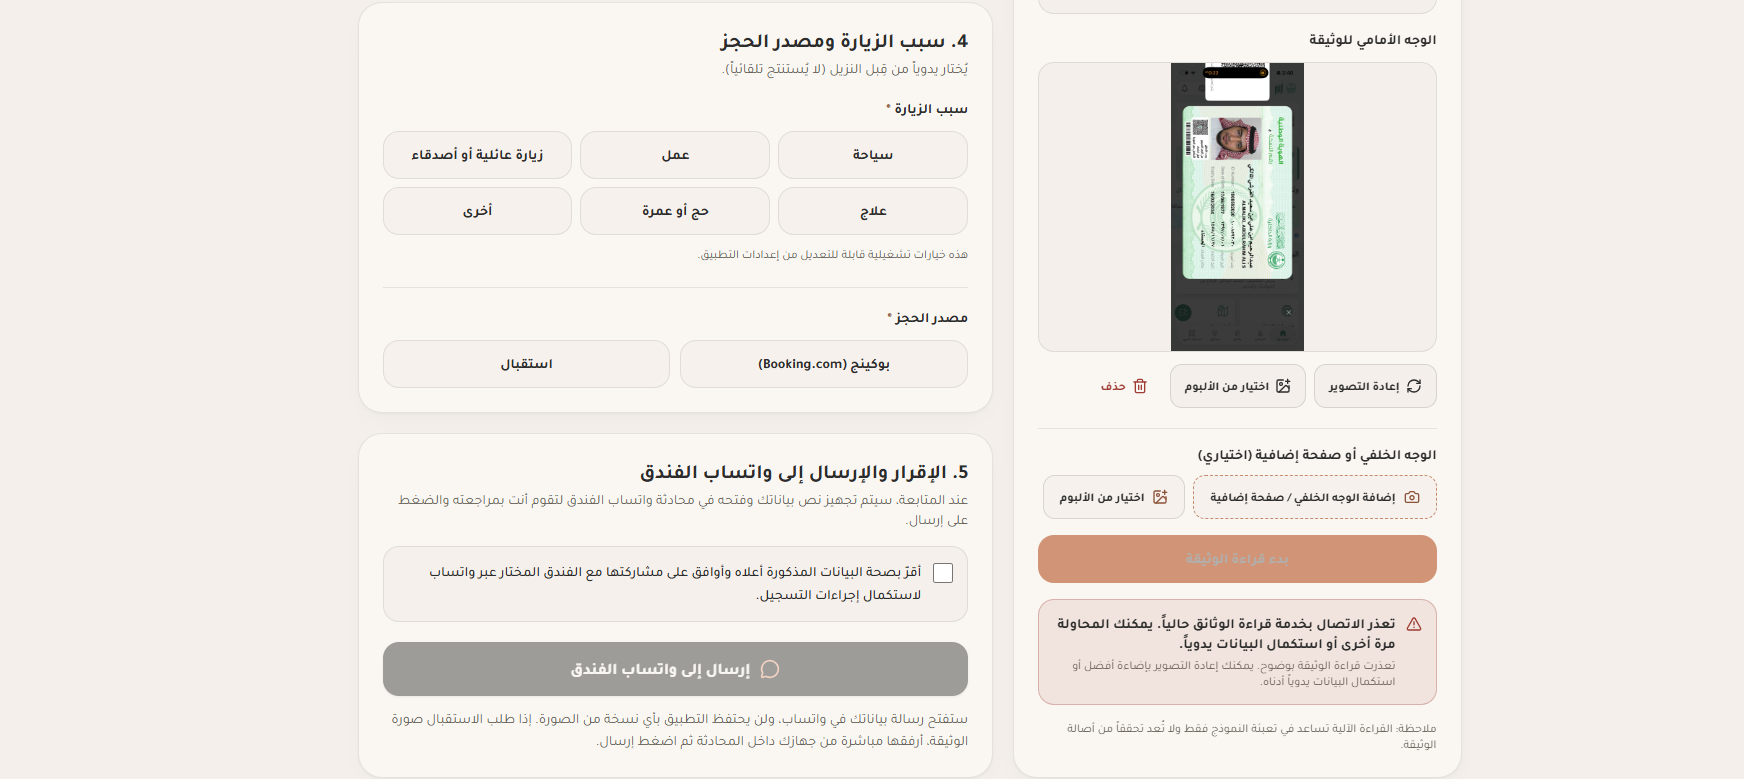 الوجه الأمامي للوثيقة
الهوية الوطنية
إعادة التصوير
اختيار من الألبوم
حذف
الوجه الخلفي أو صفحة إضافية (اختياري)
إضافة الوجه الخلفي / صفحة إضافية
اختيار من الألبوم
بدء قراءة الوثيقة
تعذر الاتصال بخدمة قراءة الوثائق حالياً. يمكنك المحاولة
مرة أخرى أو استكمال البيانات يدوياً.
تعذرت قراءة الوثيقة بوضوح. يمكنك إعادة التصوير بإضاءة أفضل أو
استكمال البيانات يدوياً أدناه.
ملاحظة: القراءة الآلية تساعد في تعبئة النموذج فقط ولا تُعد تحققاً من أصالة
الوثيقة.
4. سبب الزيارة ومصدر الحجز
يُختار يدوياً من قِبل النزيل (لا يُستنتج تلقائياً).
سبب الزيارة *
سياحة
عمل
زيارة عائلية أو أصدقاء
علاج
حج أو عمرة
أخرى
هذه خيارات تشغيلية قابلة للتعديل من إعدادات التطبيق.
مصدر الحجز *
بوكينج (Booking.com)
استقبال
5. الإقرار والإرسال إلى واتساب الفندق
عند المتابعة، سيتم تجهيز نص بياناتك وفتحه في محادثة واتساب الفندق لتقوم أنت بمراجعته والضغط
على إرسال.
أقرّ بصحة البيانات المذكورة أعلاه وأوافق على مشاركتها مع الفندق المختار عبر واتساب
لاستكمال إجراءات التسجيل.
إرسال إلى واتساب الفندق
ستفتح رسالة بياناتك في واتساب، ولن يحتفظ التطبيق بأي نسخة من الصورة. إذا طلب الاستقبال صورة
الوثيقة، أرفقها مباشرة من جهازك داخل المحادثة ثم اضغط إرسال.